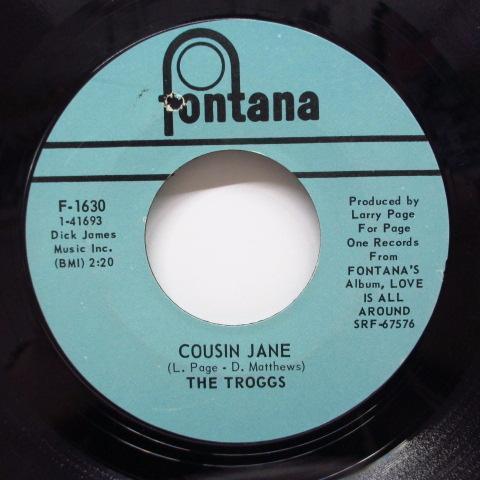 fontana
F-1630
1-41693
Dick James
Music Inc.
(BMI) 2:20
Produced by
Larry Page
For Page
One Records
From
FONTANA'S
Album, LOVE
IS ALL
AROUND
SRF-67576
COUSIN JANE
(L. Page - D. Matthews)
THE TROGGS